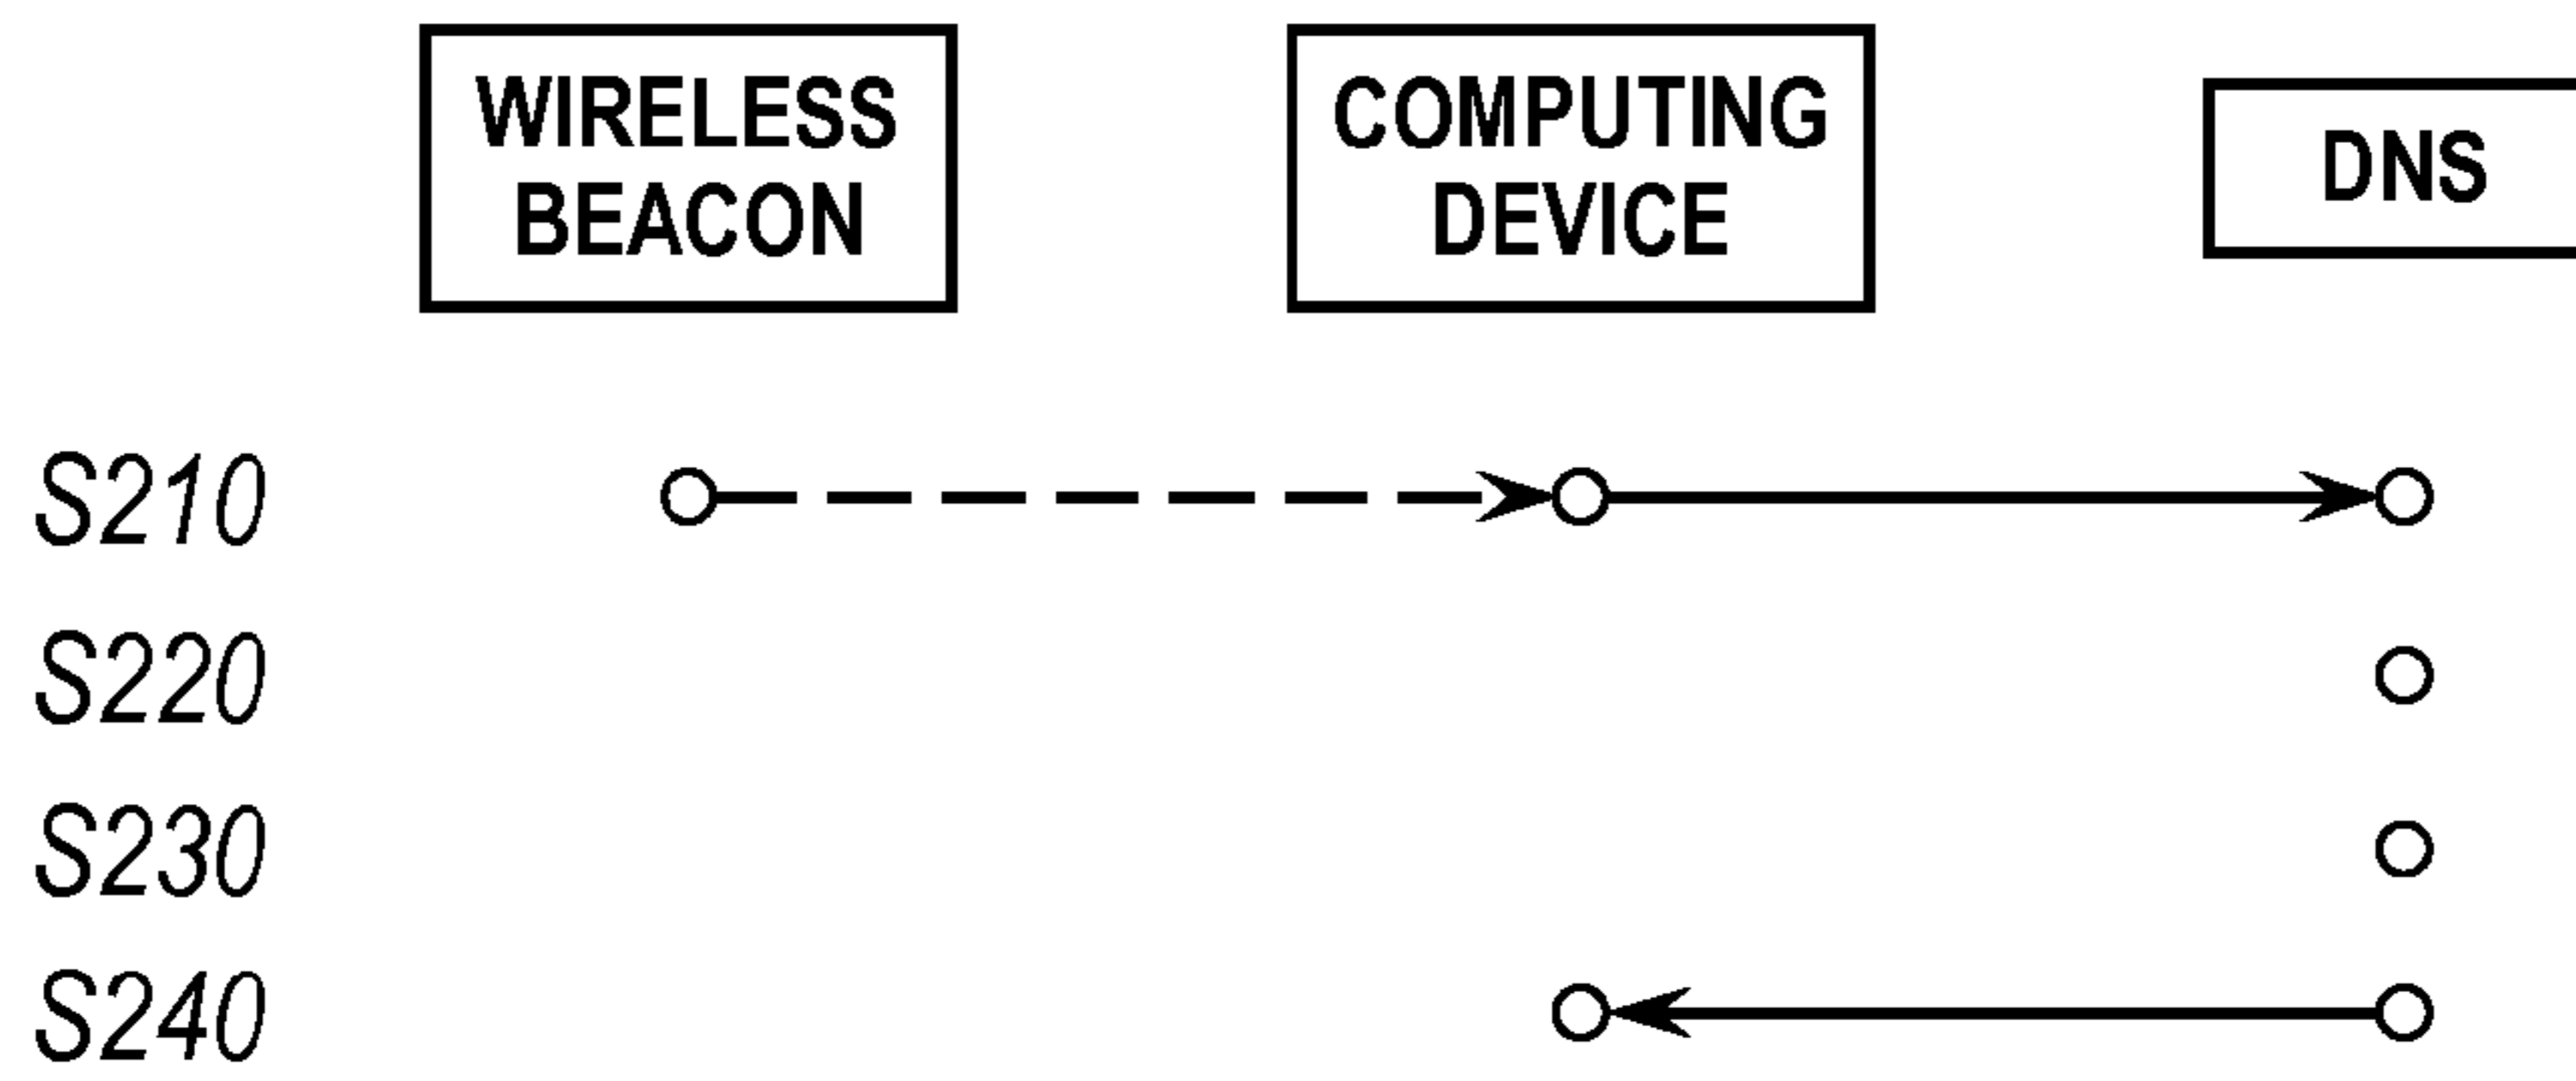 WIRELESS
BEACON
COMPUTING
DEVICE
DNS
S210
S220
S230
S240